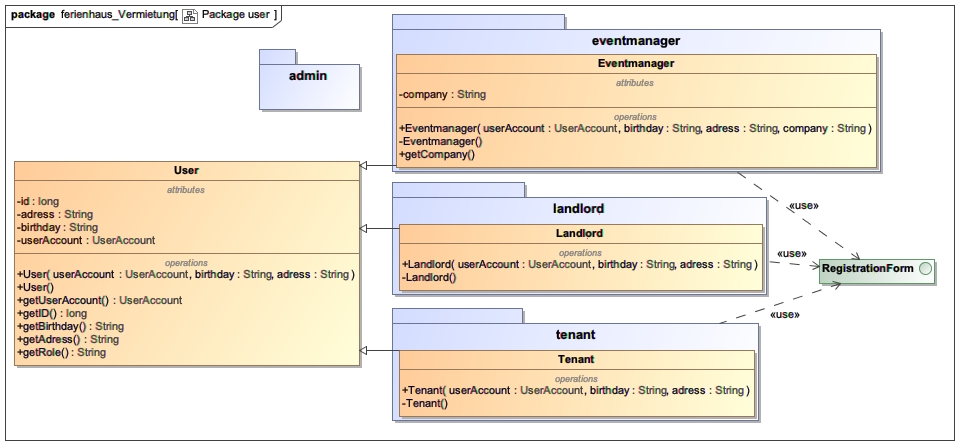 package ferienhaus_Vermietung[ Package user ]
admin
eventmanager
Eventmanager
attributes
-company : String
operations
+Eventmanager( userAccount : UserAccount, birthday : String, adress : String, company : String )
-Eventmanager()
+getCompany()
User
attributes
-id : long
-adress : String
-birthday : String
-userAccount : UserAccount
operations
+User( userAccount : UserAccount, birthday : String, adress : String )
+User()
+getUserAccount() : UserAccount
+getID() : long
+getBirthday() : String
+getAdress() : String
+getRole() : String
landlord
Landlord
operations
+Landlord( userAccount : UserAccount, birthday : String, adress : String )
-Landlord()
tenant
Tenant
operations
+Tenant( userAccount : UserAccount, birthday : String, adress : String )
-Tenant()
«use»
«use»
«use»
RegistrationForm